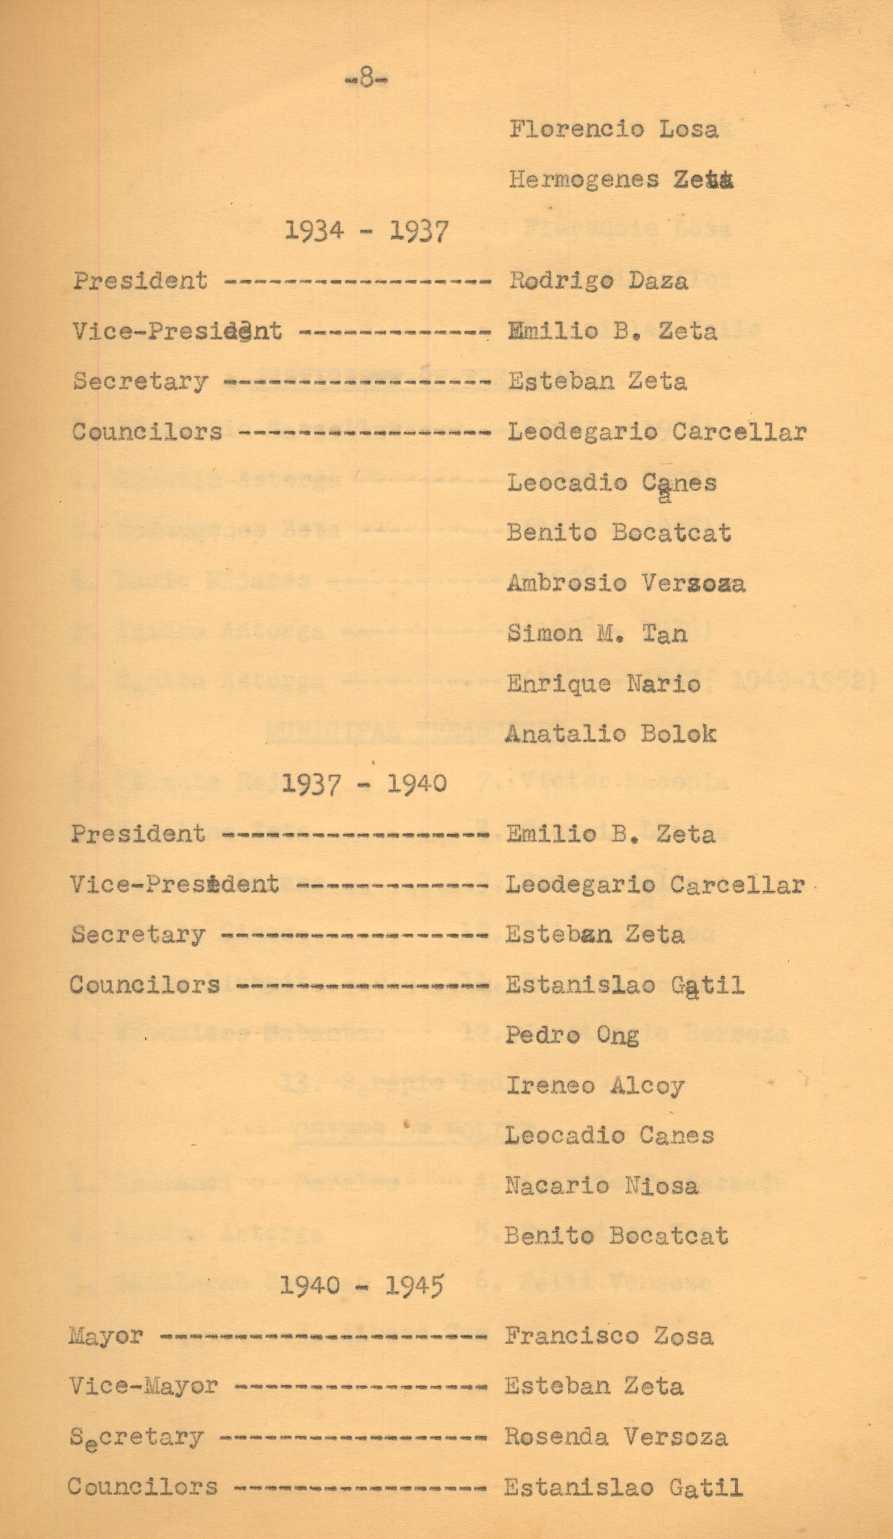 -8-
Florencio Losa
Hermogenes Zeta
1934 - 1937
President ------------------ Rodrigo Daza
Vice-President ------------- Emilio B. Zeta
Secretary ------------------ Esteban Zeta
Councilors ----------------- Leodegario Carcellar
Leocadio Canes
Benito Bocatcat
Ambrosio Versoza
Simon M. Tan
Enrique Nario
Anatalio Bolok
1937 - 1940
President ------------------ Emilio B. Zeta
Vice-President ------------- Leodegario Carcellar
Secretary ------------------ Esteban Zeta
Councilors ----------------- Estanislao Gatil
Pedro Ong
Ireneo Alcoy
Leocadio Canes
Nacario Niosa
Benito Bocatcat
1940 - 1945
Mayor ---------------------- Francisco Zosa
Vice-Mayor ----------------- Esteban Zeta
Secretary ------------------ Rosenda Versoza
Councilors ----------------- Estanislao Gatil